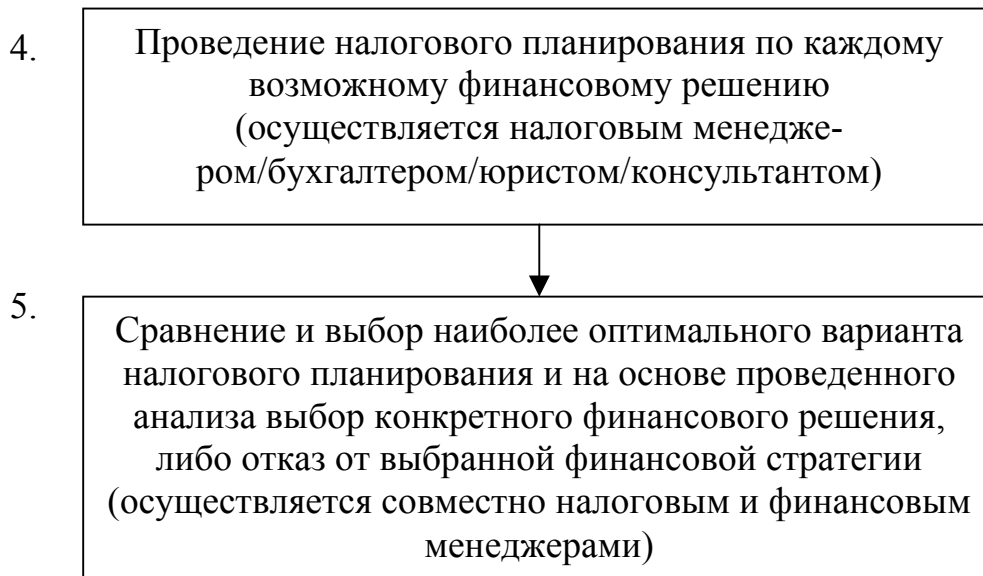 4.
Проведение налогового планирования по каждому
возможному финансовому решению
(осуществляется налоговым менедже-
ром/бухгалтером/юристом/консультантом)
5.
Сравнение и выбор наиболее оптимального варианта
налогового планирования и на основе проведенного
анализа выбор конкретного финансового решения,
либо отказ от выбранной финансовой стратегии
(осуществляется совместно налоговым и финансовым
менеджерами)